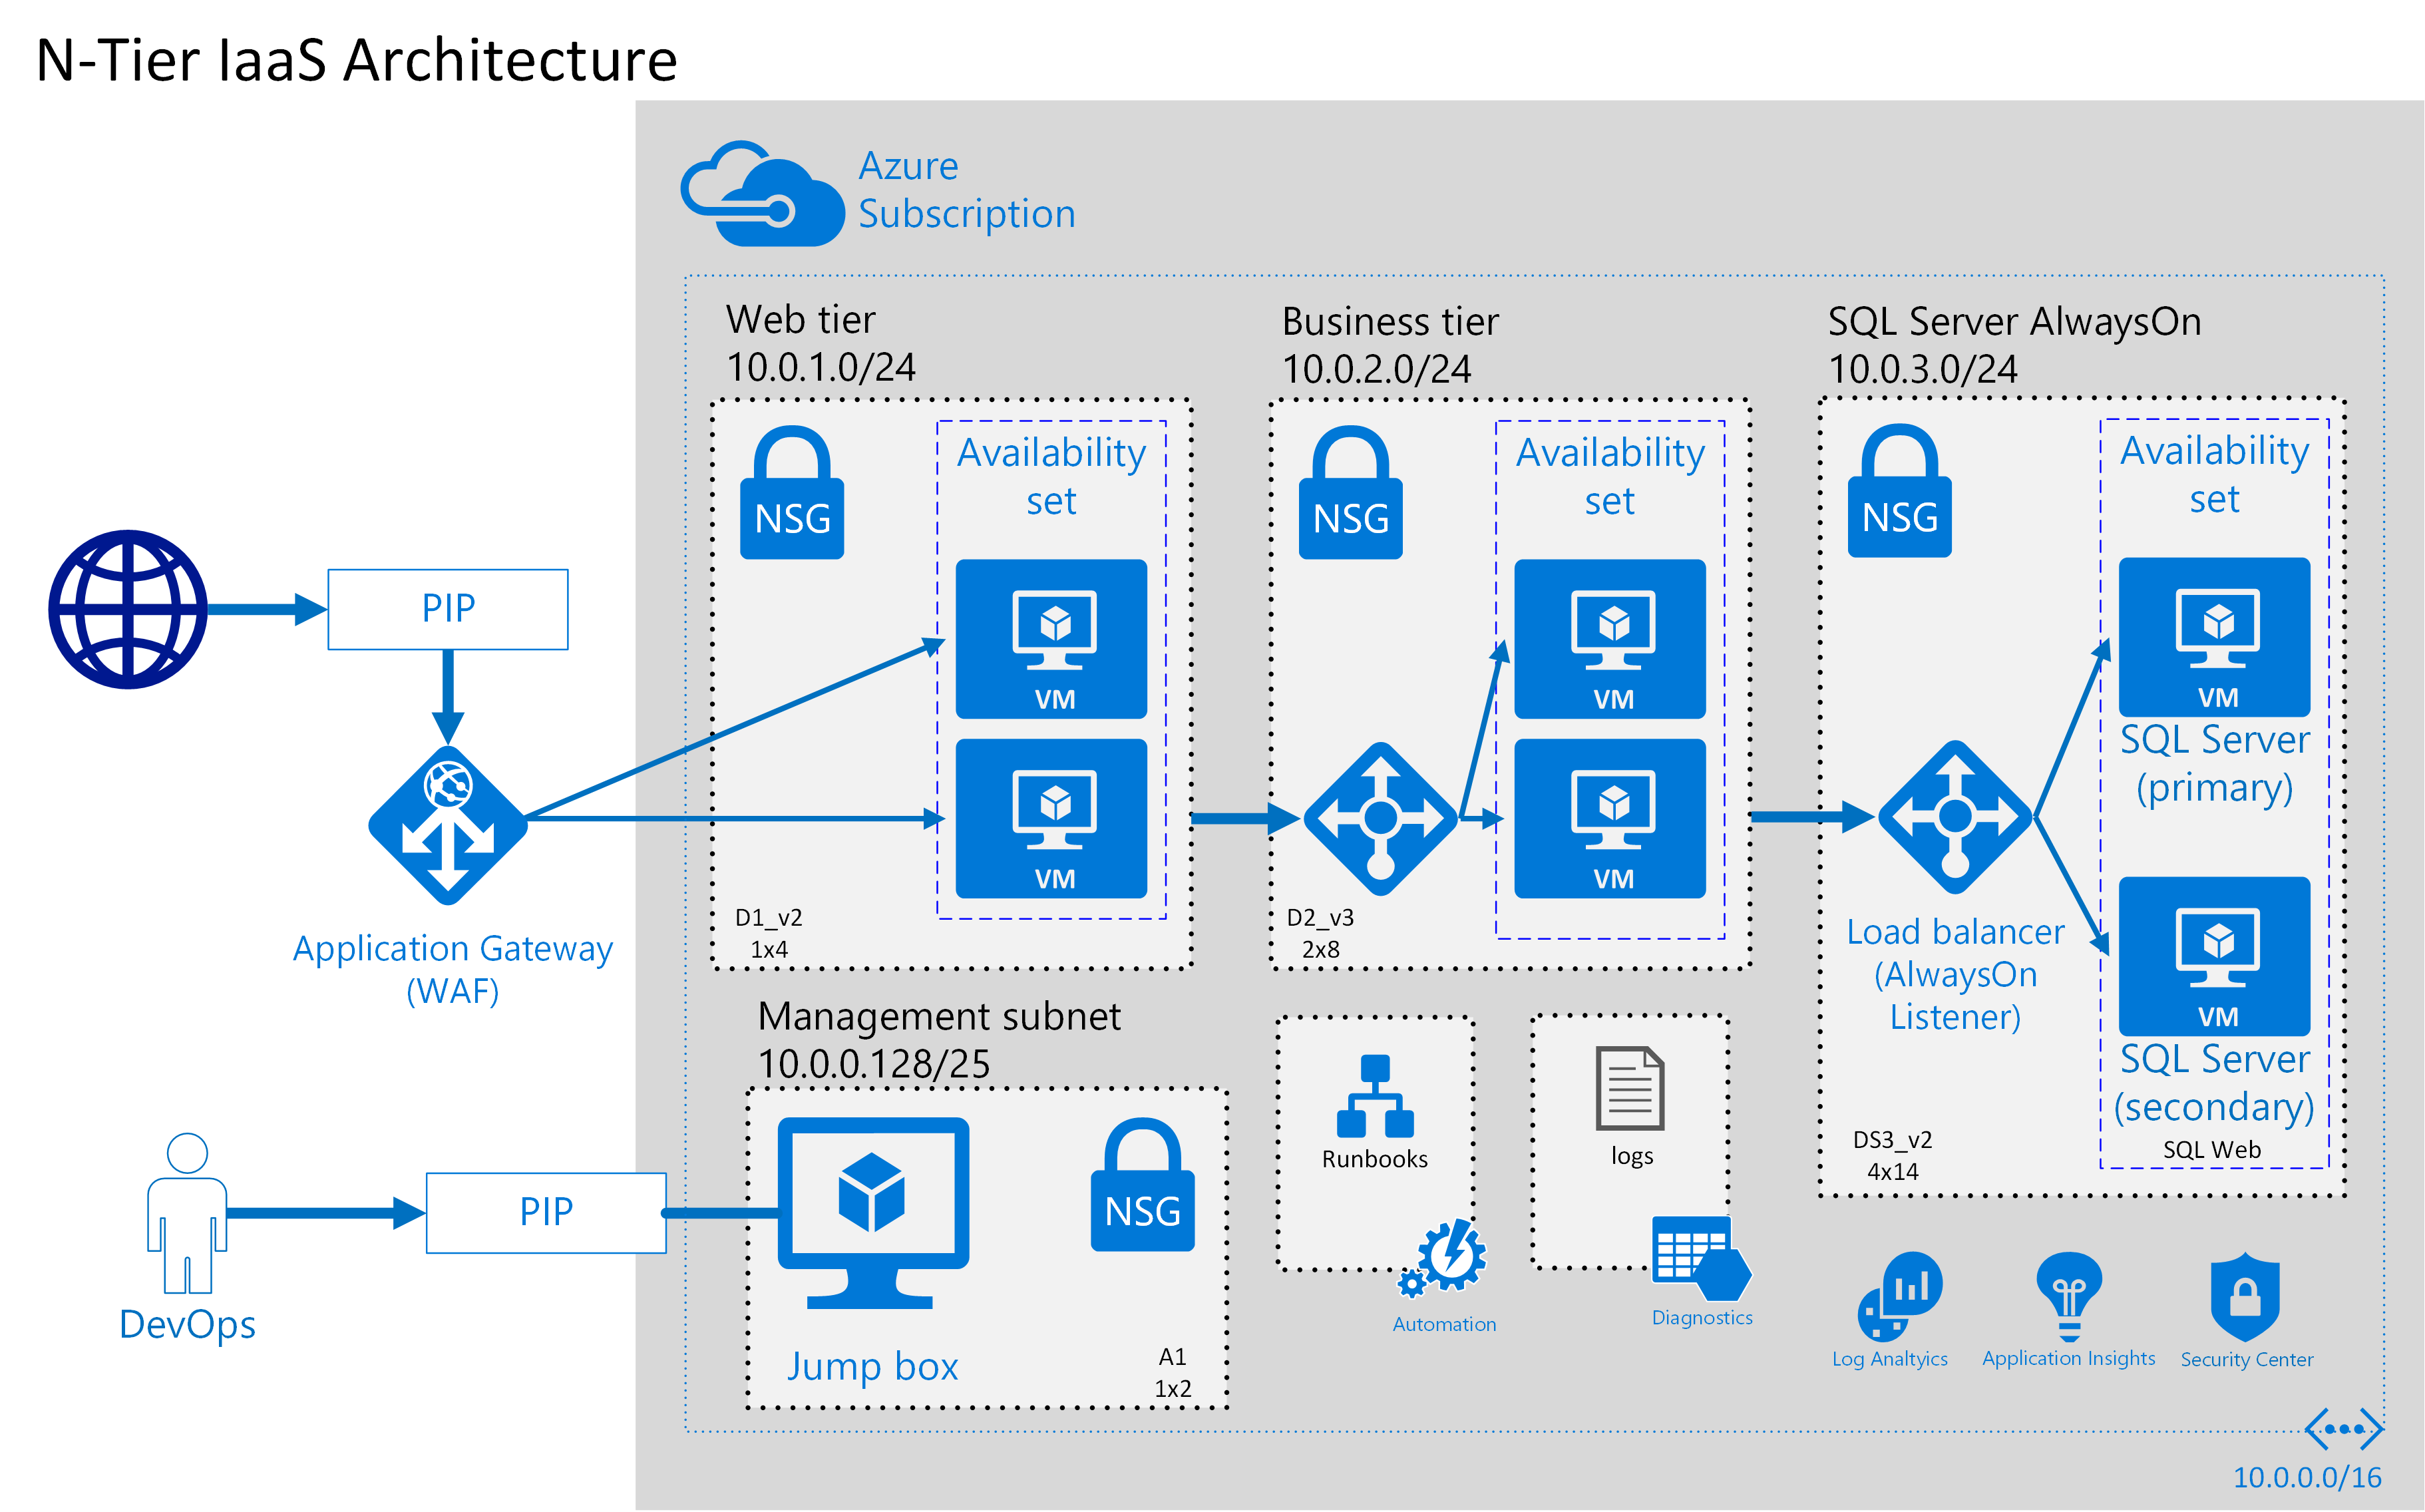 N-Tier IaaS Architecture
Azure
Subscription
Web tier
10.0.1.0/24
NSG
Availability
set
VM
VM
D1_v2
1x4
Business tier
10.0.2.0/24
NSG
Availability
set
VM
VM
D2_v3
2x8
SQL Server AlwaysOn
10.0.3.0/24
NSG
Availability
set
VM
SQL Server
(primary)
Load balancer
(AlwaysOn
Listener)
VM
SQL Server
(secondary)
SQL Web
DS3_v2
4x14
PIP
Application Gateway
(WAF)
Management subnet
10.0.0.128/25
NSG
Jump box
A1
1x2
PIP
DevOps
Runbooks
Automation
logs
Diagnostics
Log Analtyics
Application Insights
Security Center
10.0.0.0/16